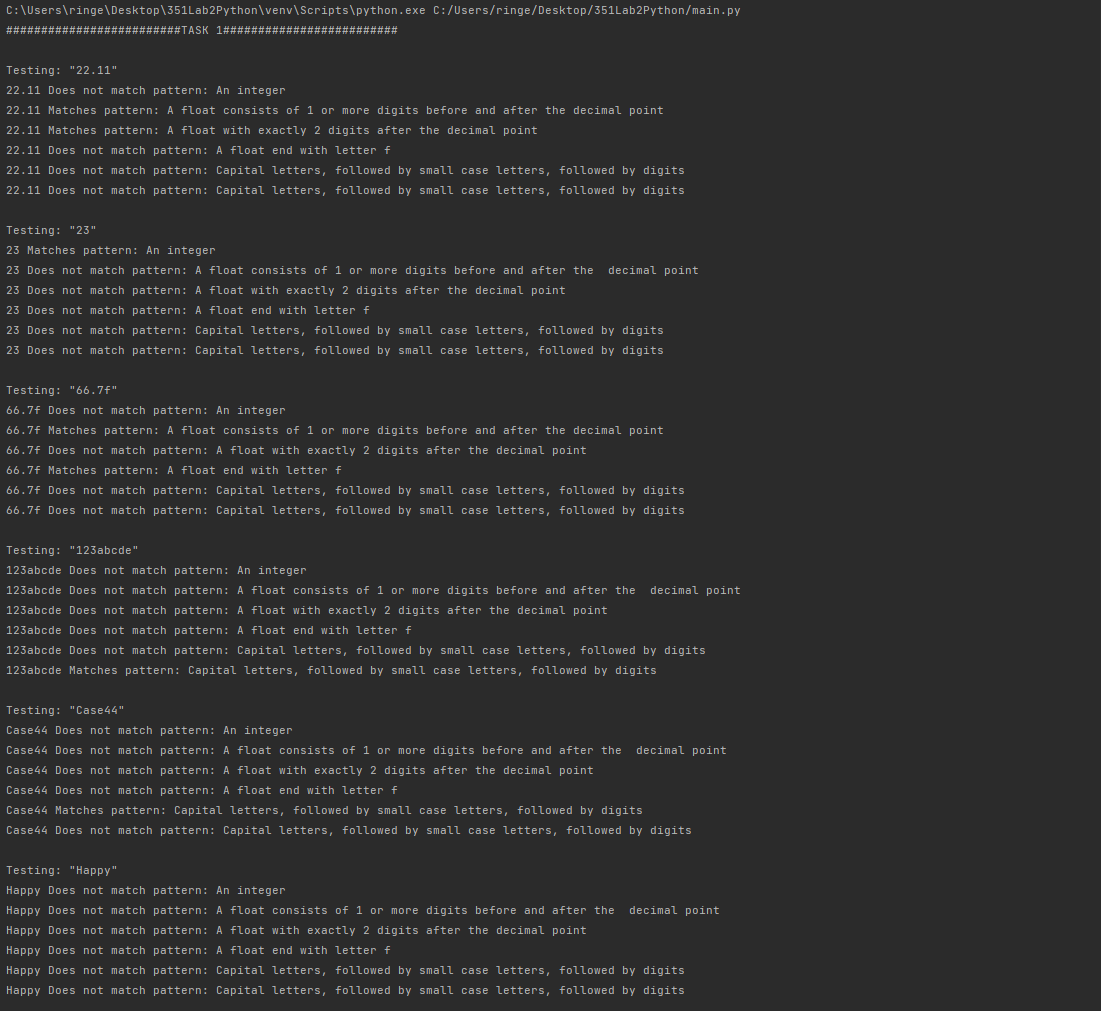 C:\Users\ringe\Desktop\351Lab2Python\venv\Scripts\python.exe C:/Users/ringe/Desktop/351Lab2Python/main.py
#########################TASK 1#########################
Testing: "22.11"
22.11 Does not match pattern: An integer
22.11 Matches pattern: A float consists of 1 or more digits before and after the decimal point
22.11 Matches pattern: A float with exactly 2 digits after the decimal point
22.11 Does not match pattern: A float end with letter f
22.11 Does not match pattern: Capital letters, followed by small case letters, followed by digits
22.11 Does not match pattern: Capital letters, followed by small case letters, followed by digits
Testing: "23"
23 Matches pattern: An integer
23 Does not match pattern: A float consists of 1 or more digits before and after the  decimal point
23 Does not match pattern: A float with exactly 2 digits after the decimal point
23 Does not match pattern: A float end with letter f
23 Does not match pattern: Capital letters, followed by small case letters, followed by digits
23 Does not match pattern: Capital letters, followed by small case letters, followed by digits
Testing: "66.7f"
66.7f Does not match pattern: An integer
66.7f Matches pattern: A float consists of 1 or more digits before and after the decimal point
66.7f Does not match pattern: A float with exactly 2 digits after the decimal point
66.7f Matches pattern: A float end with letter f
66.7f Does not match pattern: Capital letters, followed by small case letters, followed by digits
66.7f Does not match pattern: Capital letters, followed by small case letters, followed by digits
Testing: "123abcde"
123abcde Does not match pattern: An integer
123abcde Does not match pattern: A float consists of 1 or more digits before and after the  decimal point
123abcde Does not match pattern: A float with exactly 2 digits after the decimal point
123abcde Does not match pattern: A float end with letter f
123abcde Does not match pattern: Capital letters, followed by small case letters, followed by digits
123abcde Matches pattern: Capital letters, followed by small case letters, followed by digits
Testing: "Case44"
Case44 Does not match pattern: An integer
Case44 Does not match pattern: A float consists of 1 or more digits before and after the  decimal point
Case44 Does not match pattern: A float with exactly 2 digits after the decimal point
Case44 Does not match pattern: A float end with letter f
Case44 Matches pattern: Capital letters, followed by small case letters, followed by digits
Case44 Does not match pattern: Capital letters, followed by small case letters, followed by digits
Testing: "Happy"
Happy Does not match pattern: An integer
Happy Does not match pattern: A float consists of 1 or more digits before and after the  decimal point
Happy Does not match pattern: A float with exactly 2 digits after the decimal point
Happy Does not match pattern: A float end with letter f
Happy Does not match pattern: Capital letters, followed by small case letters, followed by digits
Happy Does not match pattern: Capital letters, followed by small case letters, followed by digits